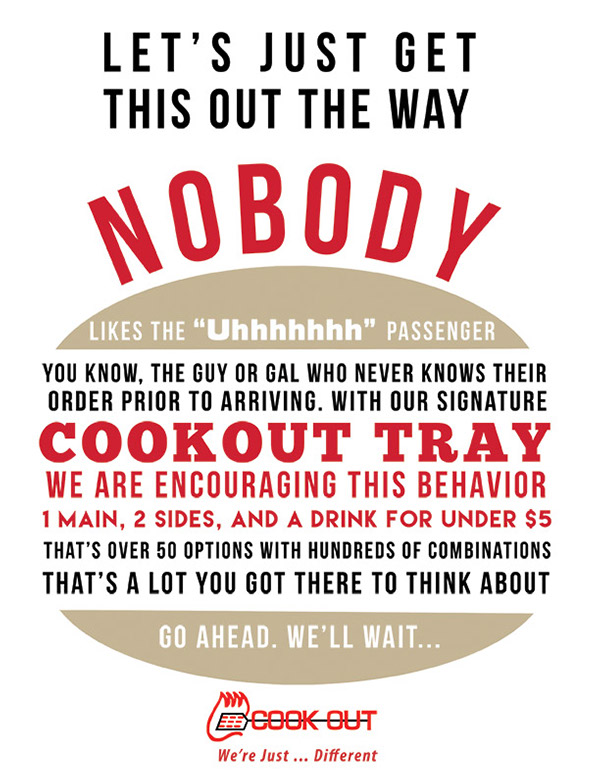 LET'S JUST GET
THIS OUT THE WAY
NOBODY
LIKES THE “Uhhhhhhh” PASSENGER
YOU KNOW, THE GUY OR GAL WHO NEVER KNOWS THEIR
ORDER PRIOR TO ARRIVING. WITH OUR SIGNATURE
COOKOUT TRAY
WE ARE ENCOURAGING THIS BEHAVIOR
1 MAIN, 2 SIDES, AND A DRINK FOR UNDER $5
THAT'S OVER 50 OPTIONS WITH HUNDREDS OF COMBINATIONS
THAT'S A LOT YOU GOT THERE TO THINK ABOUT
GO AHEAD. WE'LL WAIT...
COOK OUT
We're Just ... Different